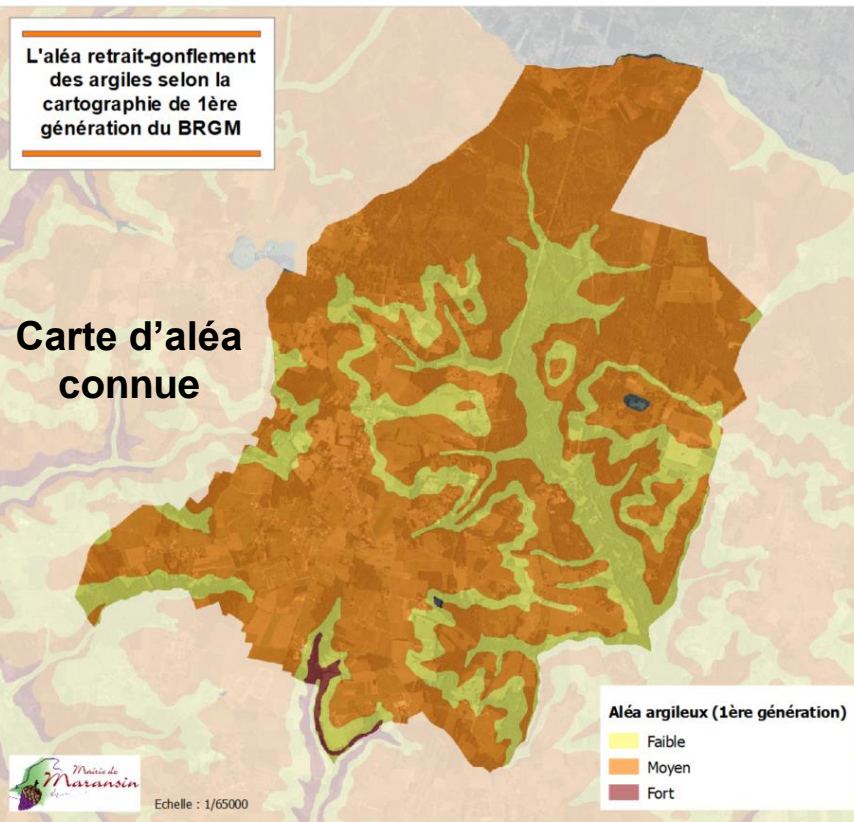 L'aléa retrait-gonflement
des argiles selon la
cartographie de 1ère
génération du BRGM
Carte d'aléa
connue
Aléa argileux (1ère génération)
Faible
Moyen
Fort
Mairie de
Maransin
Echelle : 1/65000